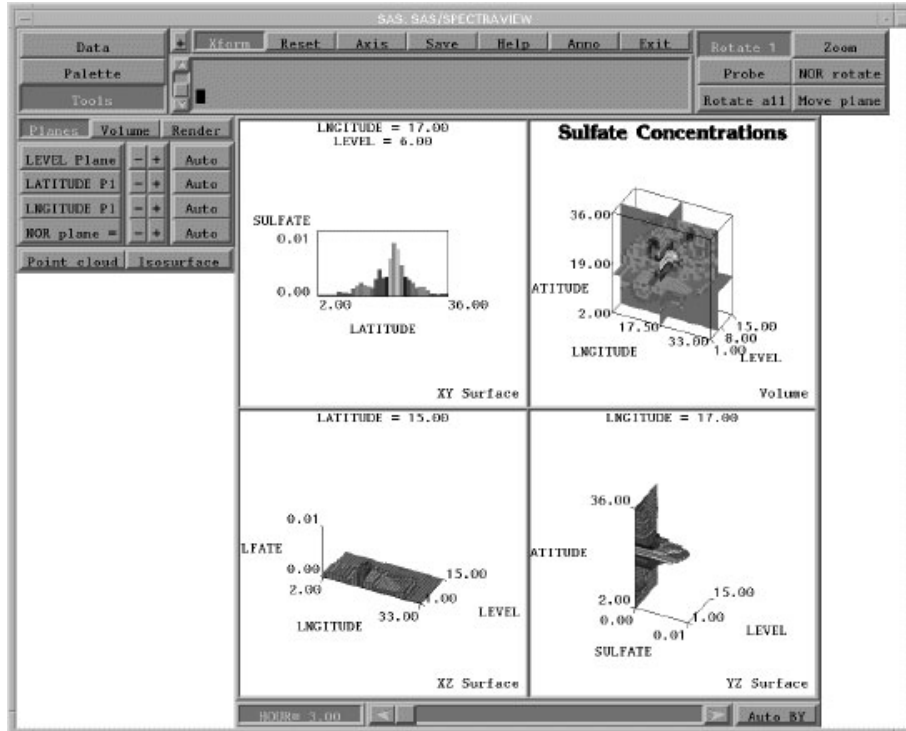 SAS: SAS/SPECTRAVIEW
Data
Palette
Tools
Xform Reset Axis Save Help Anno Exit
Rotate 1 Zoom
Probe NOR rotate
Rotate all Move plane
Planes Volume Render
LEVEL Plane - + Auto
LATITUDE Pl - + Auto
LNGITUDE Pl - + Auto
NOR plane = - + Auto
Point cloud Isosurface
LNGITUDE = 17.00
LEVEL = 6.00
SULFATE
0.01
0.00
2.00 36.00
LATITUDE
XY Surface
Sulfate Concentrations
36.00
19.00
ATITUDE
2.00
17.50
33.00
LNGITUDE
15.00
8.00
1.00
LEVEL
Volume
LATITUDE = 15.00
0.01
LFATE
0.00
2.00
33.00
LNGITUDE
15.00
1.00
LEVEL
XZ Surface
LNGITUDE = 17.00
36.00
ATITUDE
2.00
0.00
0.01
SULFATE
15.00
1.00
LEVEL
YZ Surface
HOUR= 3.00
Auto BY